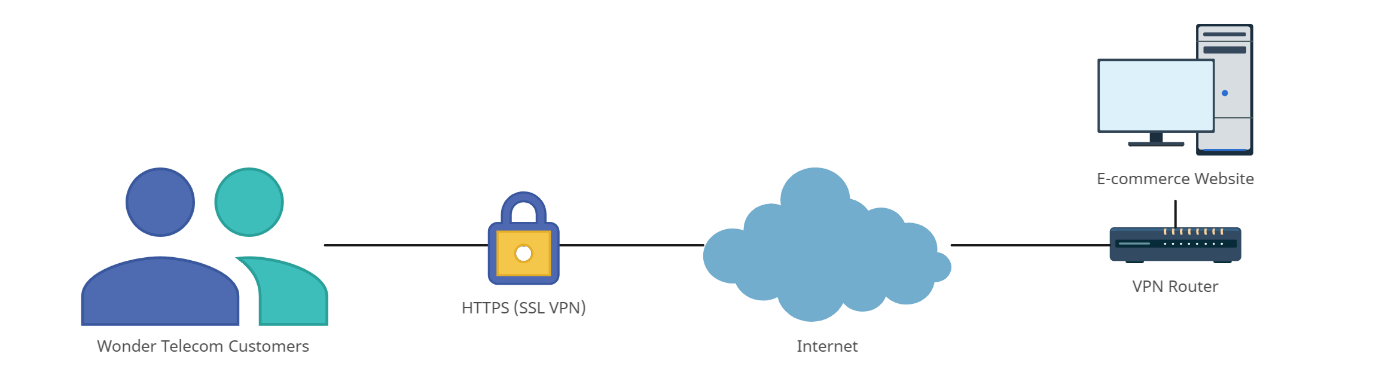 E-commerce Website
VPN Router
HTTPS (SSL VPN)
Wonder Telecom Customers
Internet